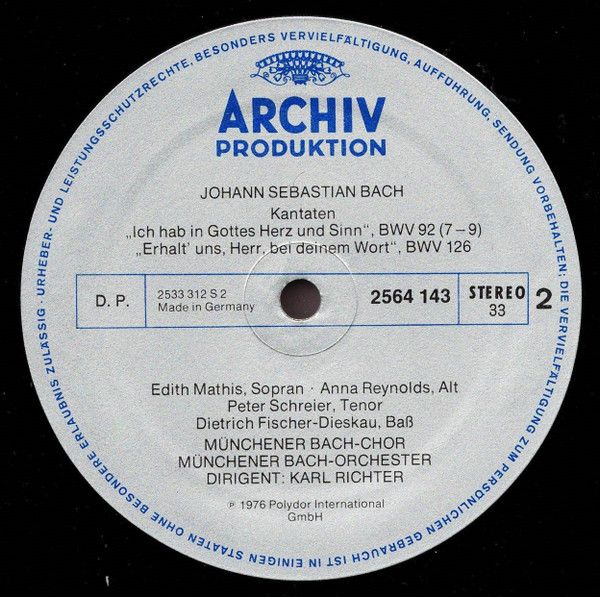 URHEBER- UND LEISTUNGSSCHUTZRECHTE, BESONDERS VERVIELFÄLTIGUNG, AUFFÜHRUNG, SENDUNG VORBEHALTEN; DIE VERVIELFÄLTIGUNG ZUM PERSÖNLICHEN GEBRAUCH IST IN EINIGEN STAATEN OHNE BESONDERE ERLAUBNIS ZULÄSSIG ·
ARCHIV
PRODUKTION
JOHANN SEBASTIAN BACH
Kantaten
„Ich hab in Gottes Herz und Sinn“, BWV 92 (7–9)
„Erhalt' uns, Herr. bei deinem Wort“, BWV 126
D. P.
2533 312 S 2
Made in Germany
2564 143
STEREO
33
2
Edith Mathis, Sopran · Anna Reynolds, Alt
Peter Schreier, Tenor
Dietrich Fischer-Dieskau, Baß
MÜNCHENER BACH-CHOR
MÜNCHENER BACH-ORCHESTER
DIRIGENT: KARL RICHTER
℗ 1976 Polydor International
GmbH